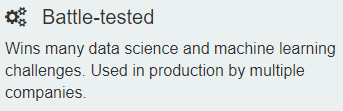 Battle-tested
Wins many data science and machine learning
challenges. Used in production by multiple
companies.